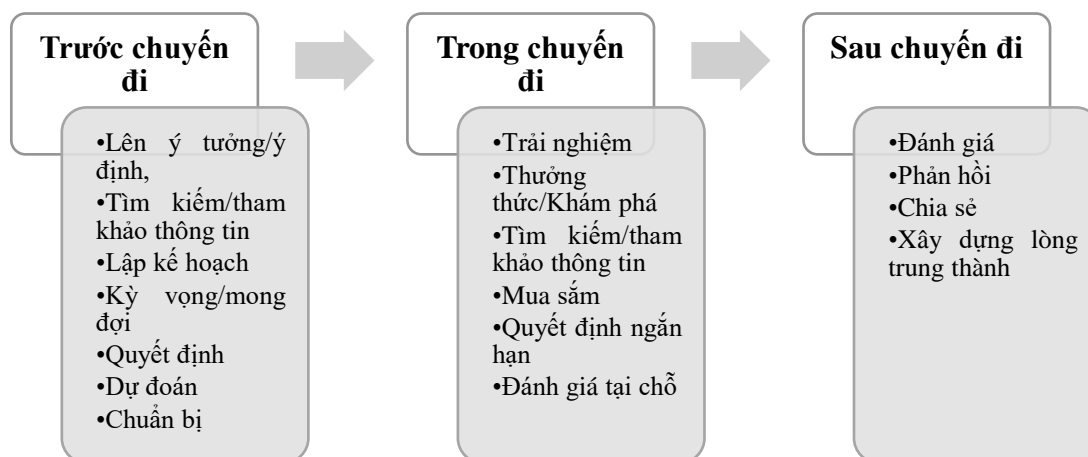 Trước chuyến
đi
•Lên ý tưởng/ý
định,
•Tìm kiếm/tham
khảo thông tin
•Lập kế hoạch
•Kỳ vọng/mong
đợi
•Quyết định
•Dự đoán
•Chuẩn bị
Trong chuyến
đi
•Trải nghiệm
•Thưởng
thức/Khám phá
•Tìm kiếm/tham
khảo thông tin
•Mua sắm
•Quyết định ngắn
hạn
•Đánh giá tại chỗ
Sau chuyến đi
•Đánh giá
•Phản hồi
•Chia sẻ
•Xây dựng lòng
trung thành